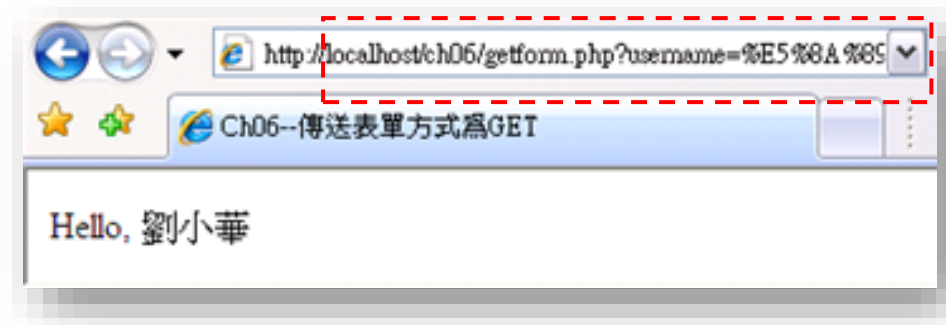 http://localhost/ch06/getform.php?username=%E5%8A%89
Ch06--傳送表單方式為GET
Hello, 劉小華